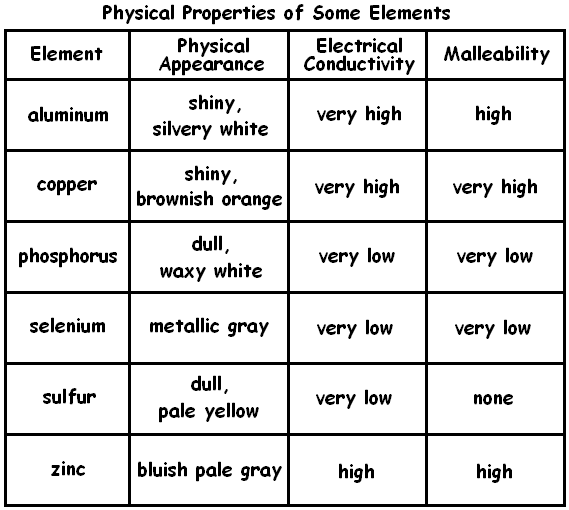 Physical Properties of Some Elements
Element
Physical
Appearance
Electrical
Conductivity
Malleability
aluminum
shiny,
silvery white
very high
high
copper
shiny,
brownish orange
very high
very high
phosphorus
dull,
waxy white
very low
very low
selenium
metallic gray
very low
very low
sulfur
dull,
pale yellow
very low
none
zinc
bluish pale gray
high
high